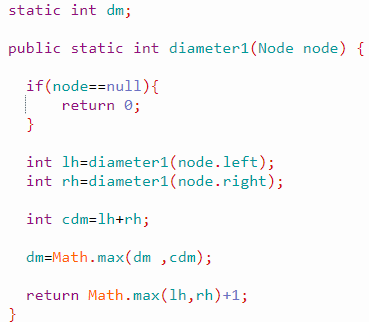 static int dm;
public static int diameter1(Node node) {
if(node==null){
return 0;
}
int lh=diameter1(node.left);
int rh=diameter1(node.right);
int cdm=lh+rh;
dm=Math.max(dm ,cdm);
return Math.max(lh,rh)+1;
}